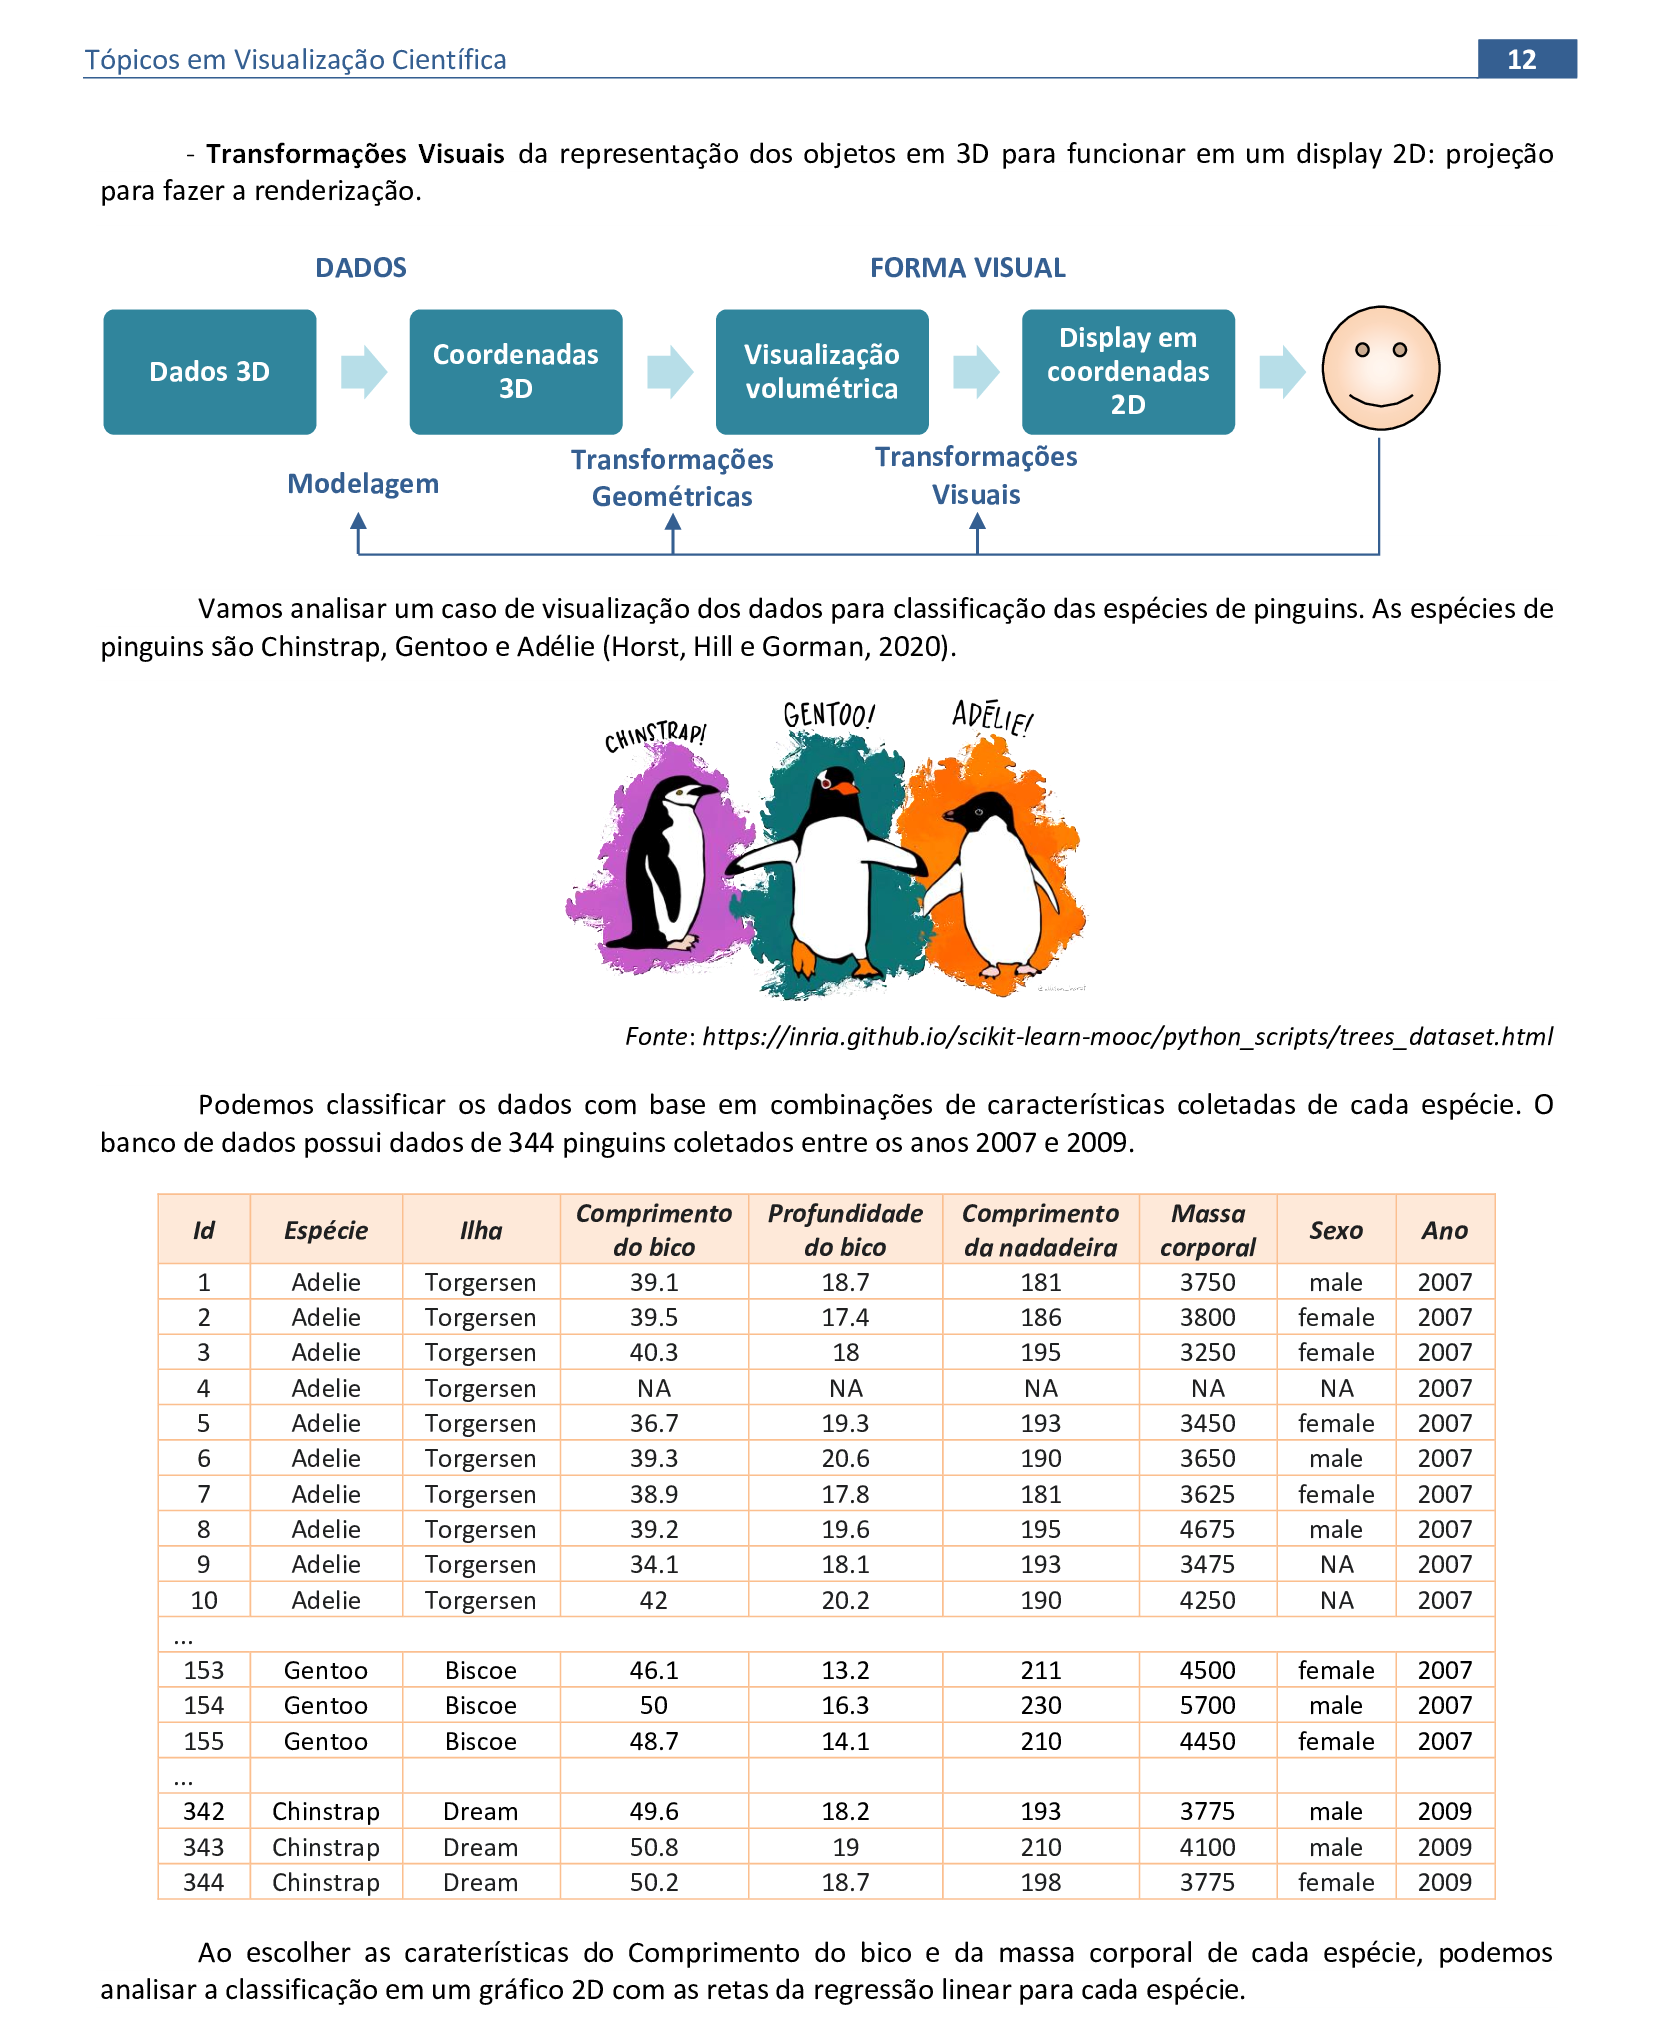 Tópicos em Visualização Científica 12
- Transformações Visuais da representação dos objetos em 3D para funcionar em um display 2D: projeção
para fazer a renderização.
DADOS FORMA VISUAL
Dados 3D
Coordenadas
3D
Visualização
volumétrica
Display em
coordenadas
2D
Modelagem
Transformações
Geométricas
Transformações
Visuais
Vamos analisar um caso de visualização dos dados para classificação das espécies de pinguins. As espécies de
pinguins são Chinstrap, Gentoo e Adélie (Horst, Hill e Gorman, 2020).
CHINSTRAP!
GENTOO!
ADÉLIE!
Fonte: https://inria.github.io/scikit-learn-mooc/python_scripts/trees_dataset.html
Podemos classificar os dados com base em combinações de características coletadas de cada espécie. O
banco de dados possui dados de 344 pinguins coletados entre os anos 2007 e 2009.
Id Espécie Ilha Comprimento do bico Profundidade do bico Comprimento da nadadeira Massa corporal Sexo Ano
1 Adelie Torgersen 39.1 18.7 181 3750 male 2007
2 Adelie Torgersen 39.5 17.4 186 3800 female 2007
3 Adelie Torgersen 40.3 18 195 3250 female 2007
4 Adelie Torgersen NA NA NA NA NA 2007
5 Adelie Torgersen 36.7 19.3 193 3450 female 2007
6 Adelie Torgersen 39.3 20.6 190 3650 male 2007
7 Adelie Torgersen 38.9 17.8 181 3625 female 2007
8 Adelie Torgersen 39.2 19.6 195 4675 male 2007
9 Adelie Torgersen 34.1 18.1 193 3475 NA 2007
10 Adelie Torgersen 42 20.2 190 4250 NA 2007
...
153 Gentoo Biscoe 46.1 13.2 211 4500 female 2007
154 Gentoo Biscoe 50 16.3 230 5700 male 2007
155 Gentoo Biscoe 48.7 14.1 210 4450 female 2007
...
342 Chinstrap Dream 49.6 18.2 193 3775 male 2009
343 Chinstrap Dream 50.8 19 210 4100 male 2009
344 Chinstrap Dream 50.2 18.7 198 3775 female 2009
Ao escolher as caraterísticas do Comprimento do bico e da massa corporal de cada espécie, podemos
analisar a classificação em um gráfico 2D com as retas da regressão linear para cada espécie.